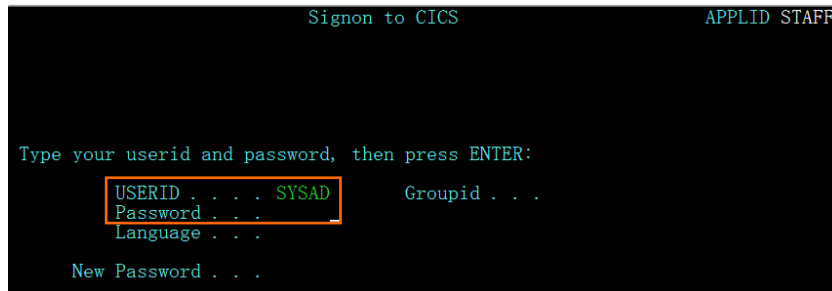 Signon to CICS APPLID STAFF
Type your userid and password, then press ENTER:
USERID . . . . SYSAD Groupid . . .
Password . . .
Language . . .
New Password . . .